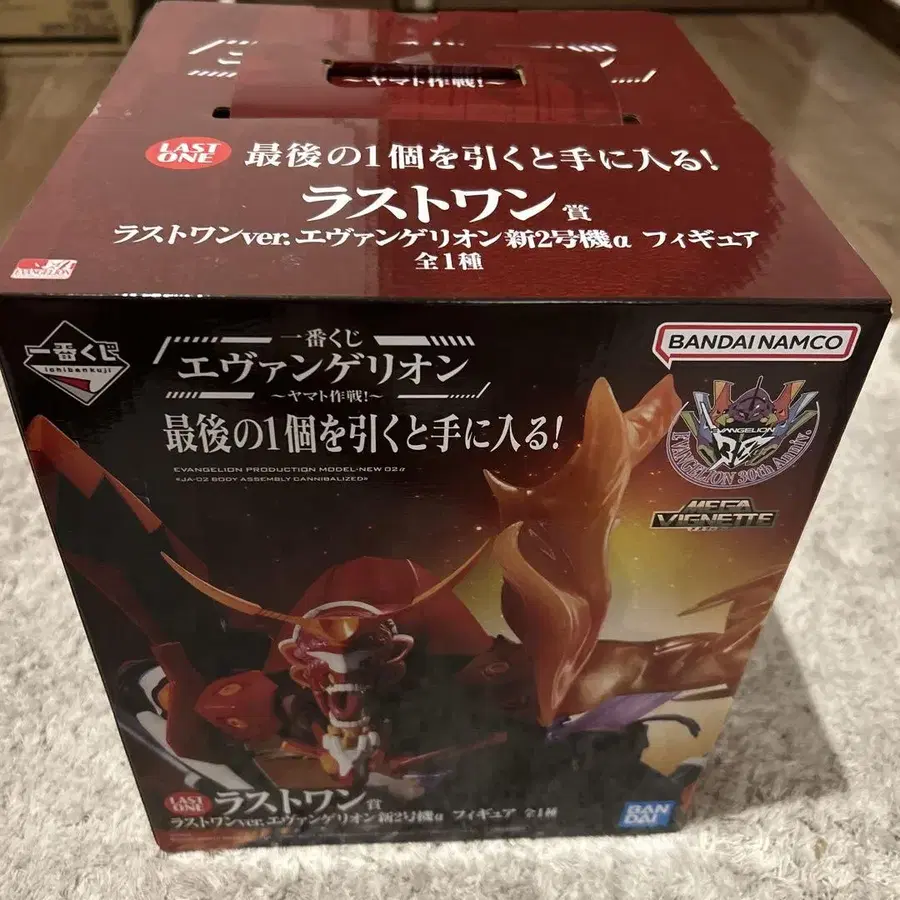 〜ヤマト作戦!〜
LAST ONE 最後の1個を引くと手に入る!
ラストワン賞
ラストワンver.エヴァンゲリオン新2号機α フィギュア
全1種
EVANGELION
一番くじ
Ichibankuji
一番くじ
エヴァンゲリオン
〜ヤマト作戦!〜
最後の1個を引くと手に入る!
EVANGELION PRODUCTION MODEL-NEW 02α
«JA-02 BODY ASSEMBLY CANNIBALIZED»
BANDAI NAMCO
EVANGELION
EVANGELION 30th Anniv.
MEGA
VIGNETTE
LAST ONE ラストワン賞
ラストワンver.エヴァンゲリオン新2号機α フィギュア 全1種
BAN
DAI